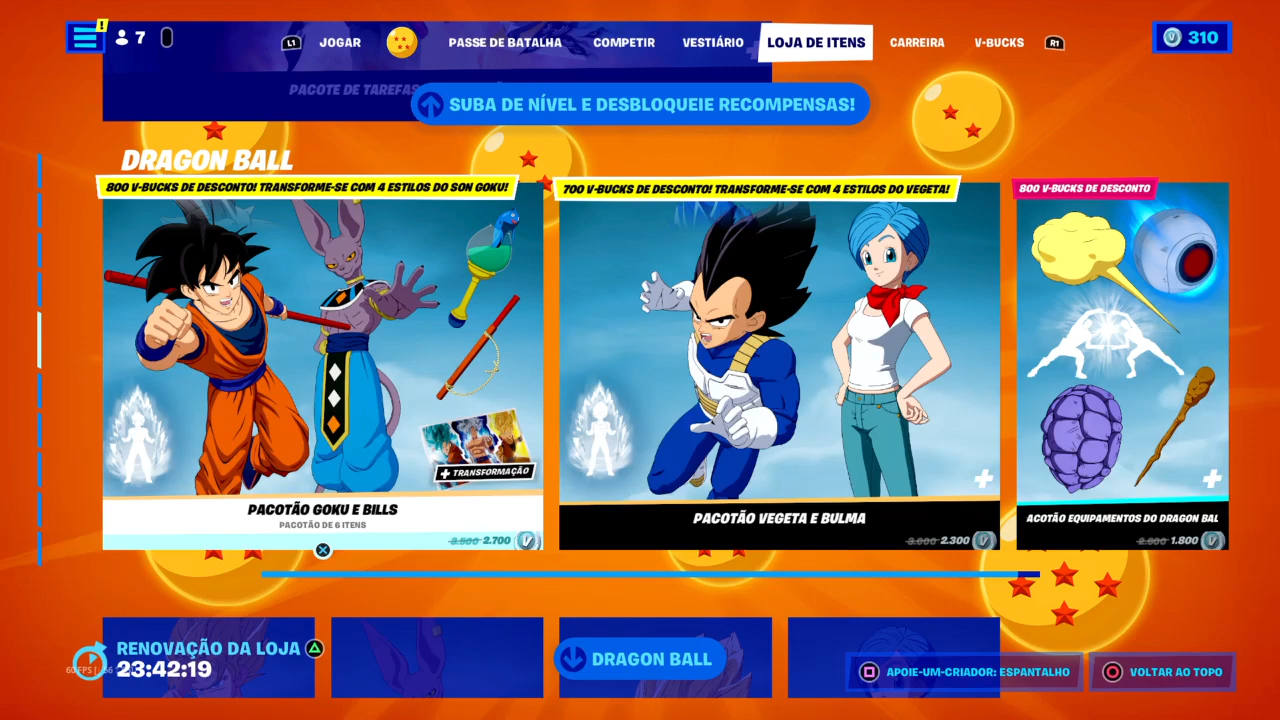 !
7
L1
JOGAR
PASSE DE BATALHA
COMPETIR
VESTIÁRIO
LOJA DE ITENS
CARREIRA
V-BUCKS
R1
310
PACOTE DE TAREFAS
SUBA DE NÍVEL E DESBLOQUEIE RECOMPENSAS!
DRAGON BALL
800 V-BUCKS DE DESCONTO! TRANSFORME-SE COM 4 ESTILOS DO SON GOKU!
700 V-BUCKS DE DESCONTO! TRANSFORME-SE COM 4 ESTILOS DO VEGETA!
800 V-BUCKS DE DESCONTO
+ TRANSFORMAÇÃO
PACOTÃO GOKU E BILLS
PACOTÃO DE 6 ITENS
3.500 2.700
PACOTÃO VEGETA E BULMA
3.000 2.300
ACOTÃO EQUIPAMENTOS DO DRAGON BAL
1.800
RENOVAÇÃO DA LOJA
23:42:19
60 FPS
DRAGON BALL
APOIE-UM-CRIADOR: ESPANTALHO
VOLTAR AO TOPO